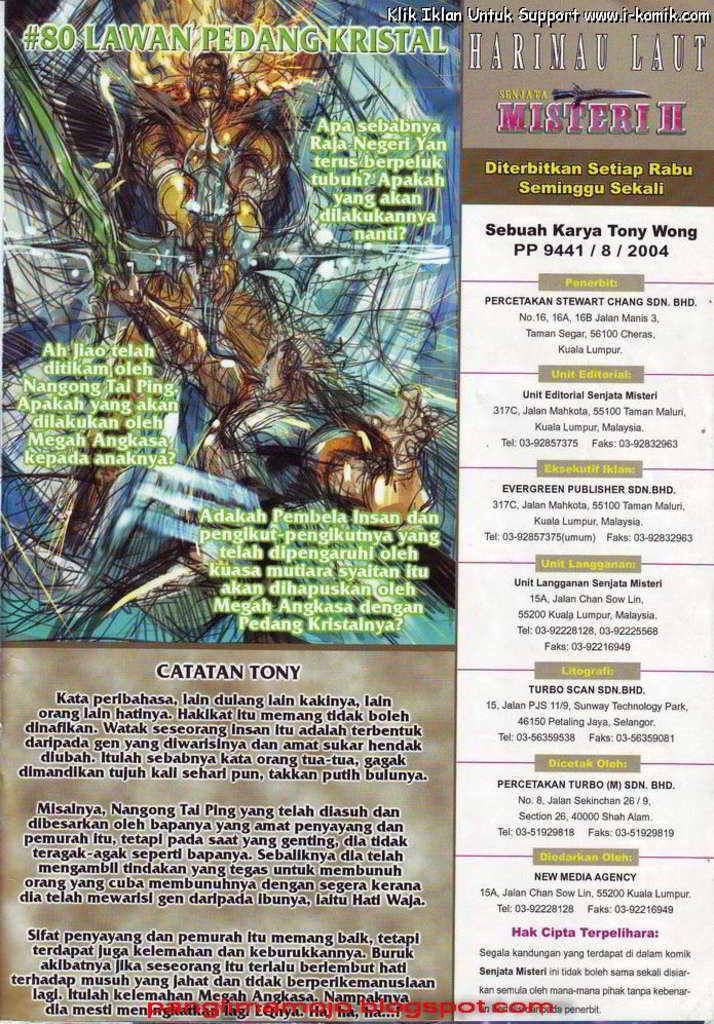 Klik Iklan Untuk Support www.i-komik.com
#80 LAWAN PEDANG KRISTAL
Apa sebabnya
Raja Negeri Yan
terus berpeluk
tubuh? Apakah
yang akan
dilakukannya
nanti?
Ah Jiao telah
ditikam oleh
Nangong Tai Ping.
Apakah yang akan
dilakukan oleh
Megah Angkasa
kepada anaknya?
Adakah Pembela Insan dan
pengikut-pengikutnya yang
telah dipengaruhi oleh
kuasa mutiara syaitan itu
akan dihapuskan oleh
Megah Angkasa dengan
Pedang Kristalnya?
CATATAN TONY
Kata peribahasa, lain dulang lain kakinya, lain
orang lain hatinya. Hakikat itu memang tidak boleh
dinafikan. Watak seseorang insan itu adalah terbentuk
daripada gen yang diwarisinya dan amat sukar hendak
diubah. Itulah sebabnya kata orang tua-tua, gagak
dimandikan tujuh kali sehari pun, takkan putih bulunya.
Misalnya, Nangong Tai Ping yang telah diasuh dan
dibesarkan oleh bapanya yang amat penyayang dan
pemurah itu, tetapi pada saat yang genting, dia tidak
teragak-agak seperti bapanya. Sebaliknya dia telah
mengambil tindakan yang tegas untuk membunuh
orang yang cuba membunuhnya dengan segera kerana
dia telah mewarisi gen daripada ibunya, iaitu Hati Waja.
Sifat penyayang dan pemurah itu memang baik, tetapi
terdapat juga kelemahan dan keburukkannya. Buruk
akibatnya jika seseorang itu terlalu berlembut hati
terhadap musuh yang jahat dan tidak berperikemanusiaan
lagi. Itulah kelemahan Megah Angkasa. Nampaknya
dia mesti
panglimamojo.blogspot.com
HARIMAU LAUT
SENJATA
MISTERI II
Diterbitkan Setiap Rabu
Seminggu Sekali
Sebuah Karya Tony Wong
PP 9441 / 8 / 2004
Penerbit:
PERCETAKAN STEWART CHANG SDN. BHD.
No.16, 16A, 16B Jalan Manis 3,
Taman Segar, 56100 Cheras,
Kuala Lumpur.
Unit Editorial:
Unit Editorial Senjata Misteri
317C, Jalan Mahkota, 55100 Taman Maluri,
Kuala Lumpur, Malaysia.
Tel: 03-92857375 Faks: 03-92832963
Eksekutif Iklan:
EVERGREEN PUBLISHER SDN.BHD.
317C, Jalan Mahkota, 55100 Taman Maluri,
Kuala Lumpur, Malaysia.
Tel: 03-92857375(umum) Faks: 03-92832963
Unit Langganan:
Unit Langganan Senjata Misteri
15A, Jalan Chan Sow Lin,
55200 Kuala Lumpur, Malaysia.
Tel: 03-92228128, 03-92225568
Faks: 03-92216949
Litografi:
TURBO SCAN SDN.BHD.
15, Jalan PJS 11/9, Sunway Technology Park,
46150 Petaling Jaya, Selangor.
Tel: 03-56359538 Faks: 03-56359081
Dicetak Oleh:
PERCETAKAN TURBO (M) SDN. BHD.
No. 8, Jalan Sekinchan 26 / 9,
Section 26, 40000 Shah Alam.
Tel: 03-51929818 Faks: 03-51929819
Diedarkan Oleh:
NEW MEDIA AGENCY
15A, Jalan Chan Sow Lin, 55200 Kuala Lumpur.
Tel: 03-92228128 Faks: 03-92216949
Hak Cipta Terpelihara:
Segala kandungan yang terdapat di dalam komik
Senjata Misteri ini tidak boleh sama sekali disiar-
kan semula oleh mana-mana pihak tanpa kebenar-
penerbit.